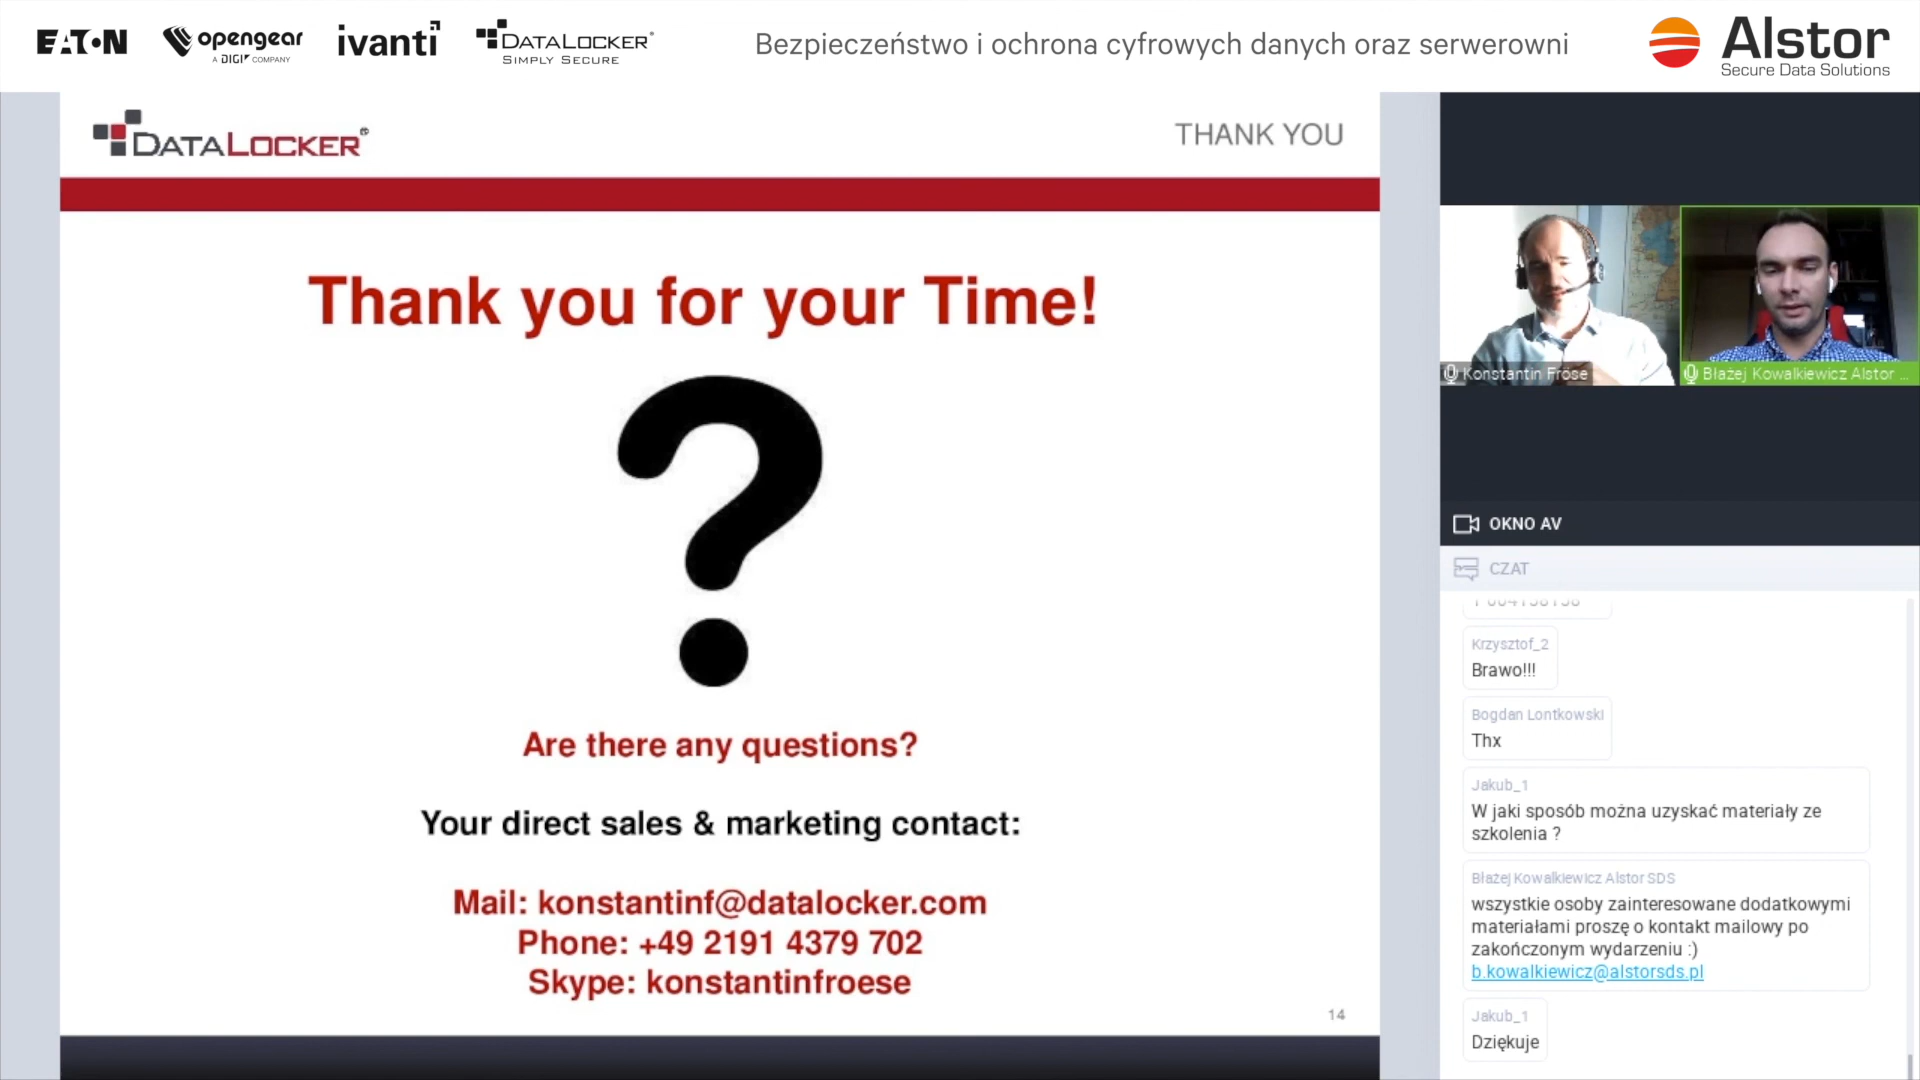 EATON
opengear
A DIGI COMPANY
ivanti
DATALOCKER
SIMPLY SECURE
Bezpieczeństwo i ochrona cyfrowych danych oraz serwerowni
Alstor
Secure Data Solutions
DATALOCKER®
THANK YOU
Thank you for your Time!
?
Are there any questions?
Your direct sales & marketing contact:
Mail: konstantinf@datalocker.com
Phone: +49 2191 4379 702
Skype: konstantinfroese
14
Konstantin Fröse
Błażej Kowalkiewicz Alstor ...
OKNO AV
CZAT
Krzysztof_2
Brawo!!!
Bogdan Lontkowski
Thx
Jakub_1
W jaki sposób można uzyskać materiały ze
szkolenia ?
Błażej Kowalkiewicz Alstor SDS
wszystkie osoby zainteresowane dodatkowymi
materiałami proszę o kontakt mailowy po
zakończonym wydarzeniu :)
b.kowalkiewicz@alstorsds.pl
Jakub_1
Dziękuje